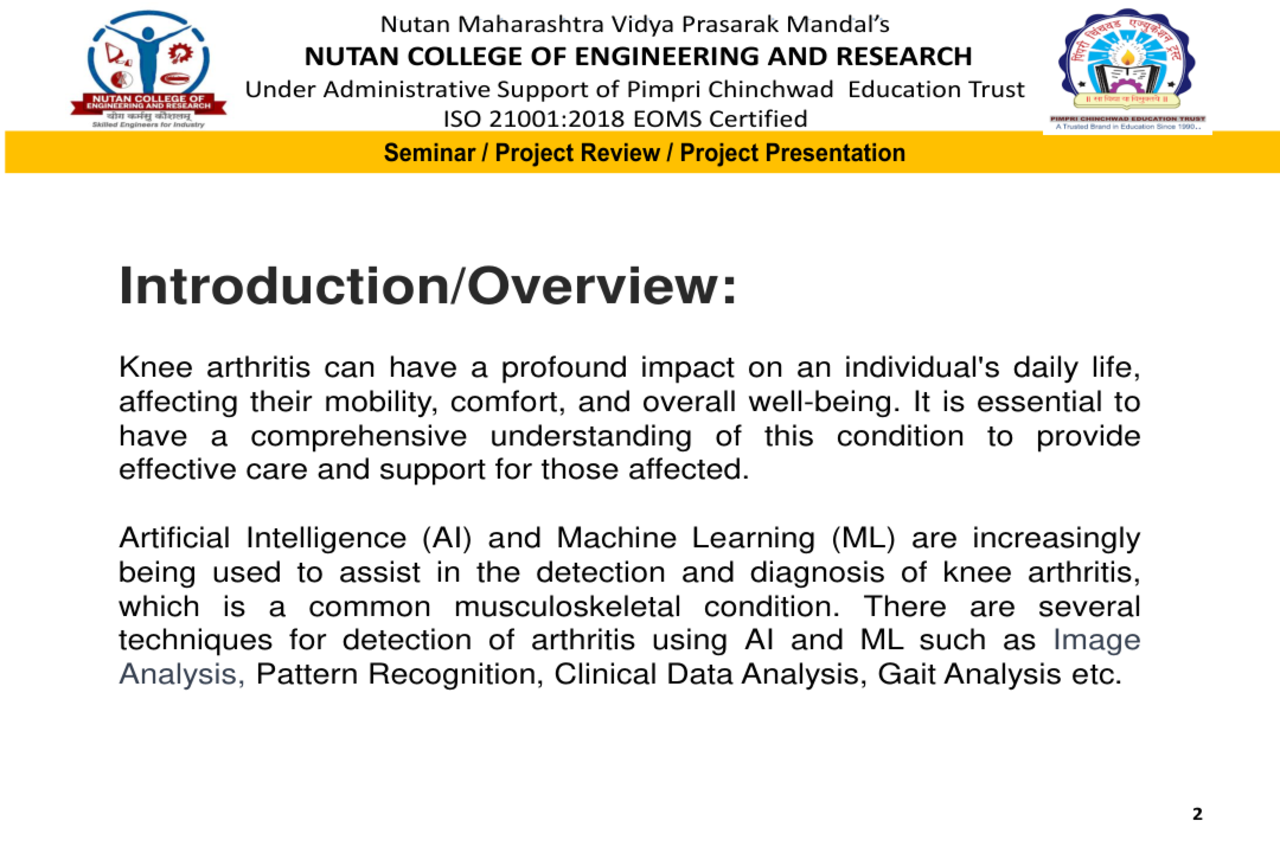 Nutan Maharashtra Vidya Prasarak Mandal’s
NUTAN COLLEGE OF ENGINEERING AND RESEARCH
Under Administrative Support of Pimpri Chinchwad Education Trust
ISO 21001:2018 EOMS Certified
NUTAN COLLEGE OF
ENGINEERING AND RESEARCH
योग कर्मसु कौशलम्
Skilled Engineers for Industry
पिंपरी चिंचवड एज्युकेशन ट्रस्ट
|| सा विद्या या विमुक्तये ||
PIMPRI CHINCHWAD EDUCATION TRUST
A Trusted Brand in Education Since 1990...
Seminar / Project Review / Project Presentation
Introduction/Overview:
Knee arthritis can have a profound impact on an individual's daily life,
affecting their mobility, comfort, and overall well-being. It is essential to
have a comprehensive understanding of this condition to provide
effective care and support for those affected.
Artificial Intelligence (AI) and Machine Learning (ML) are increasingly
being used to assist in the detection and diagnosis of knee arthritis,
which is a common musculoskeletal condition. There are several
techniques for detection of arthritis using AI and ML such as Image
Analysis, Pattern Recognition, Clinical Data Analysis, Gait Analysis etc.
2